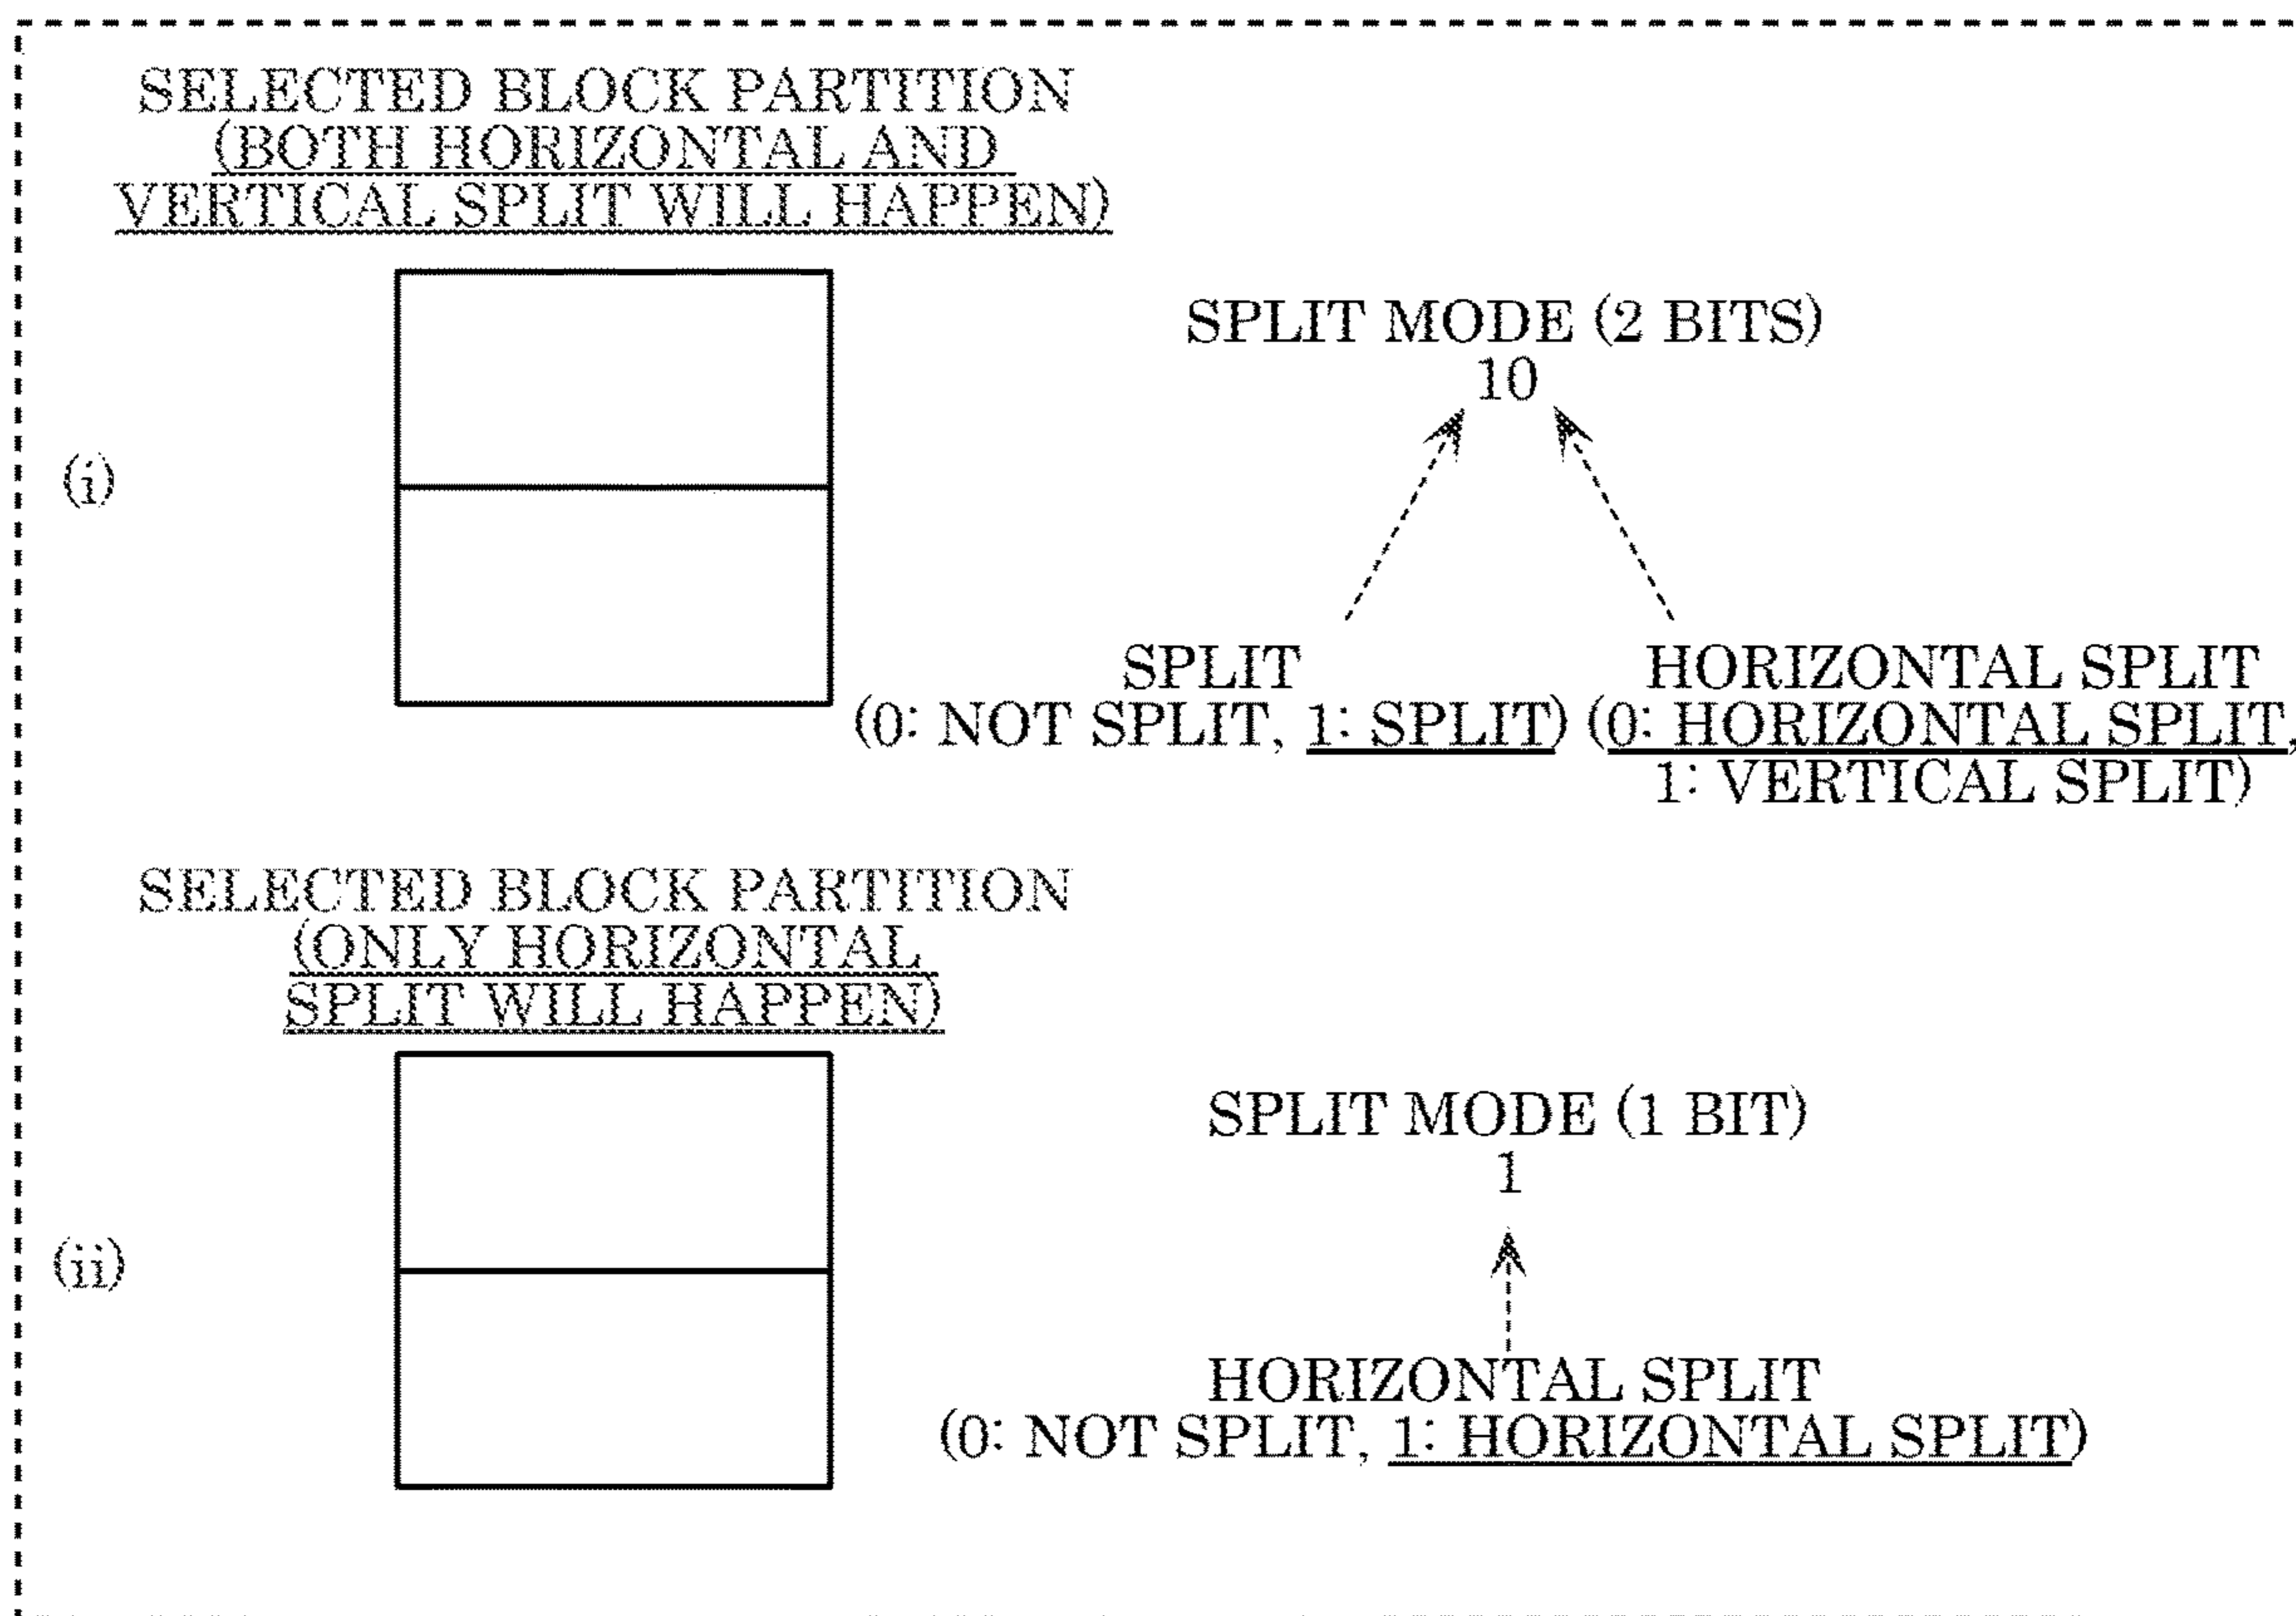 SELECTED BLOCK PARTITION
(BOTH HORIZONTAL AND
VERTICAL SPLIT WILL HAPPEN)
(i)
SPLIT MODE (2 BITS)
10
SPLIT
(0: NOT SPLIT, 1: SPLIT)
HORIZONTAL SPLIT
(0: HORIZONTAL SPLIT,
1: VERTICAL SPLIT)
SELECTED BLOCK PARTITION
(ONLY HORIZONTAL
SPLIT WILL HAPPEN)
(ii)
SPLIT MODE (1 BIT)
1
HORIZONTAL SPLIT
(0: NOT SPLIT, 1: HORIZONTAL SPLIT)